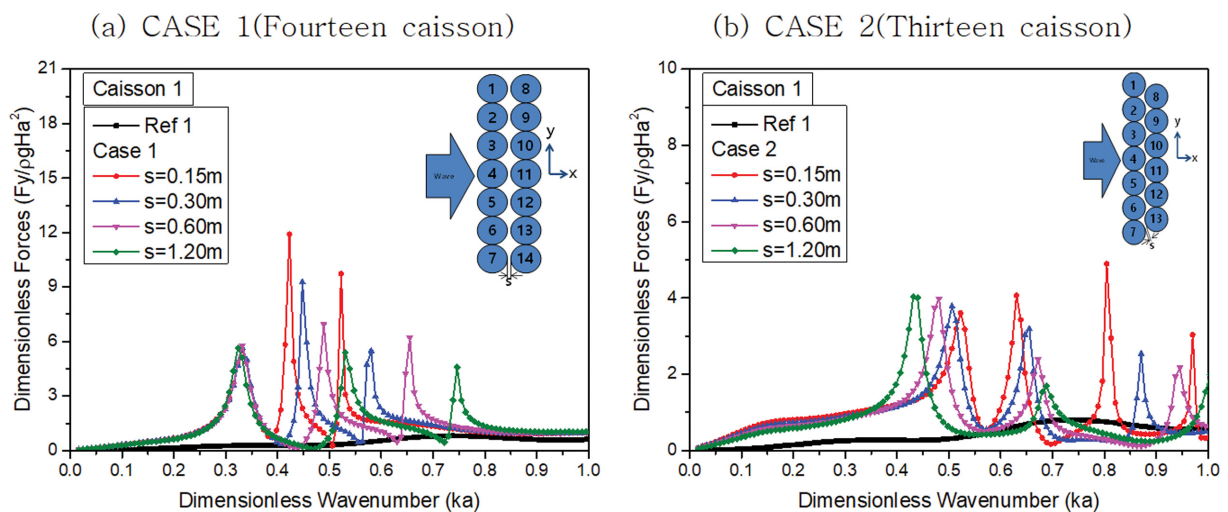 (a) CASE 1(Fourteen caisson)
Dimensionless Forces (Fy/ρgHa²)
21
18
15
12
9
6
3
0
Caisson 1
Ref 1
Case 1
s=0.15m
s=0.30m
s=0.60m
s=1.20m
Wave
1 8
2 9
3 10
4 11
5 12
6 13
7 14
y
x
s
0.0 0.1 0.2 0.3 0.4 0.5 0.6 0.7 0.8 0.9 1.0
Dimensionless Wavenumber (ka)
(b) CASE 2(Thirteen caisson)
Dimensionless Forces (Fy/ρgHa²)
10
8
6
4
2
0
Caisson 1
Ref 1
Case 2
s=0.15m
s=0.30m
s=0.60m
s=1.20m
Wave
1
8
2
9
3
10
4
11
5
12
6
13
7
y
x
s
0.0 0.1 0.2 0.3 0.4 0.5 0.6 0.7 0.8 0.9 1.0
Dimensionless Wavenumber (ka)